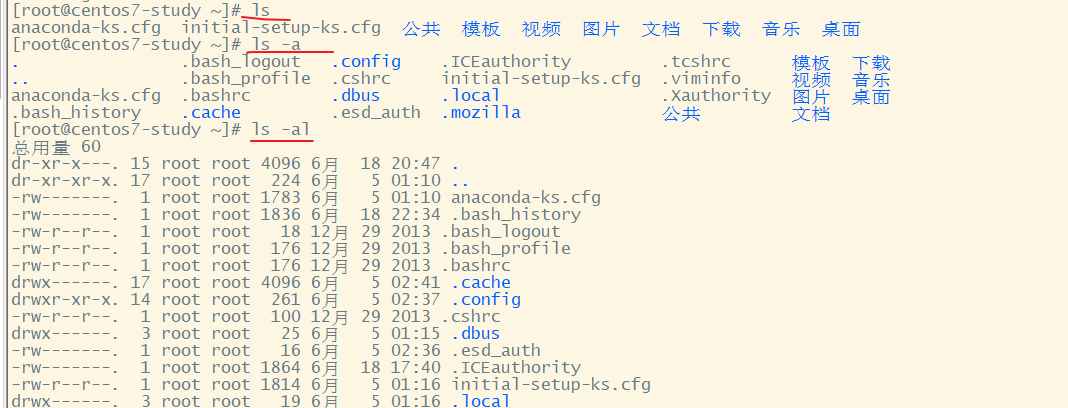 [root@centos7-study ~]# ls
anaconda-ks.cfg initial-setup-ks.cfg 公共 模板 视频 图片 文档 下载 音乐 桌面
[root@centos7-study ~]# ls -a
. .bash_logout .config .ICEauthority .tcshrc 模板 下载
.. .bash_profile .cshrc initial-setup-ks.cfg .viminfo 视频 音乐
anaconda-ks.cfg .bashrc .dbus .local .Xauthority 图片 桌面
.bash_history .cache .esd_auth .mozilla 公共 文档
[root@centos7-study ~]# ls -al
总用量 60
dr-xr-x---. 15 root root 4096 6月 18 20:47 .
dr-xr-xr-x. 17 root root 224 6月 5 01:10 ..
-rw-------. 1 root root 1783 6月 5 01:10 anaconda-ks.cfg
-rw-------. 1 root root 1836 6月 18 22:34 .bash_history
-rw-r--r--. 1 root root 18 12月 29 2013 .bash_logout
-rw-r--r--. 1 root root 176 12月 29 2013 .bash_profile
-rw-r--r--. 1 root root 176 12月 29 2013 .bashrc
drwx------. 17 root root 4096 6月 5 02:41 .cache
drwxr-xr-x. 14 root root 261 6月 5 02:37 .config
-rw-r--r--. 1 root root 100 12月 29 2013 .cshrc
drwx------. 3 root root 25 6月 5 01:15 .dbus
-rw-------. 1 root root 16 6月 5 02:36 .esd_auth
-rw-------. 1 root root 1864 6月 18 17:40 .ICEauthority
-rw-r--r--. 1 root root 1814 6月 5 01:16 initial-setup-ks.cfg
drwx------. 3 root root 19 6月 5 01:16 .local